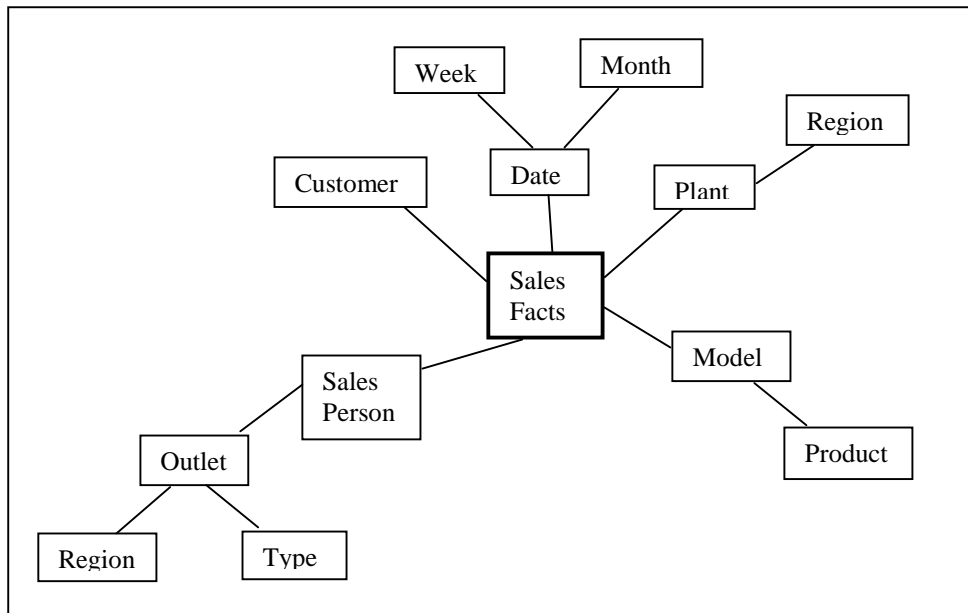 Week
Month
Region
Customer
Date
Plant
Sales
Facts
Model
Sales
Person
Product
Outlet
Region
Type